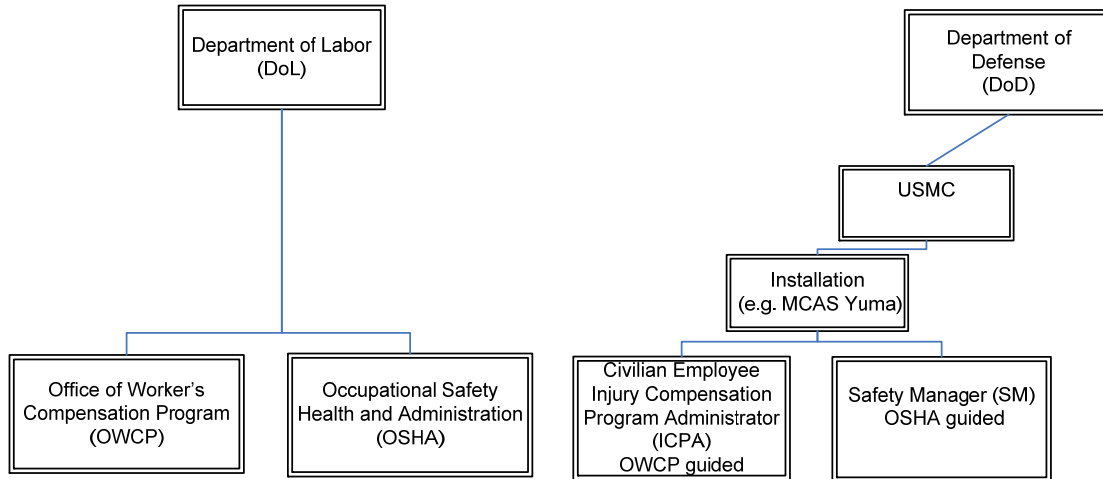 Department of Labor
(DoL)
Department of
Defense
(DoD)
USMC
Installation
(e.g. MCAS Yuma)
Office of Worker's
Compensation Program
(OWCP)
Occupational Safety
Health and Administration
(OSHA)
Civilian Employee
Injury Compensation
Program Administrator
(ICPA)
OWCP guided
Safety Manager (SM)
OSHA guided